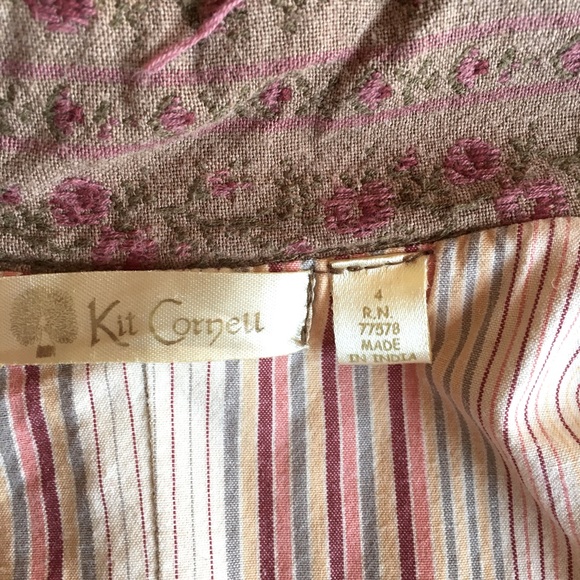 Kit Cornell
4
R.N.
77578
MADE
IN INDIA